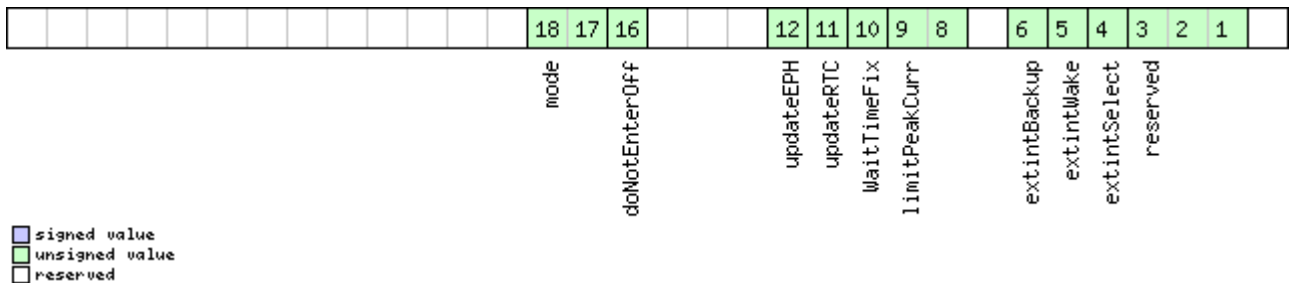 18 17 16 12 11 10 9 8 6 5 4 3 2 1
mode
doNotEnterOff
updateEPH
updateRTC
WaitTimeFix
limitPeakCurr
extintBackup
extintWake
extintSelect
reserved
signed value
unsigned value
reserved